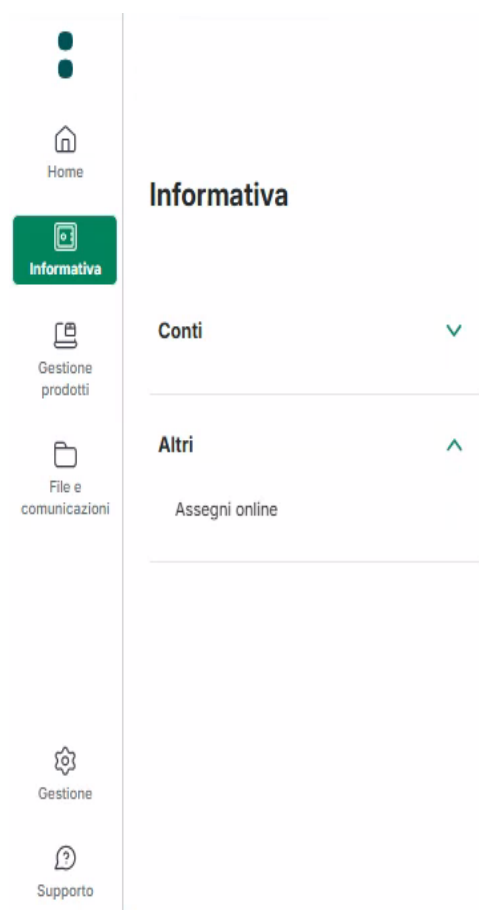 Home
Informativa
Gestione
prodotti
File e
comunicazioni
Gestione
Supporto
Informativa
Conti
Altri
Assegni online